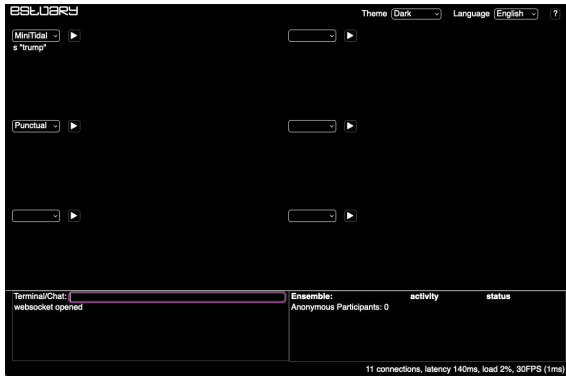 estuary
Theme Dark Language English ?
MiniTidal
s "trump"
Punctual
Terminal/Chat:
websocket opened
Ensemble: activity status
Anonymous Participants: 0
11 connections, latency 140ms, load 2%, 30FPS (1ms)